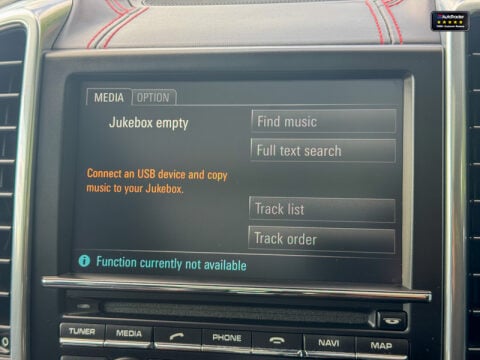 AutoTrader
MEDIA OPTION
Jukebox empty
Find music
Full text search
Connect an USB device and copy
music to your Jukebox.
Track list
Track order
i Function currently not available
TUNER MEDIA PHONE NAVI MAP